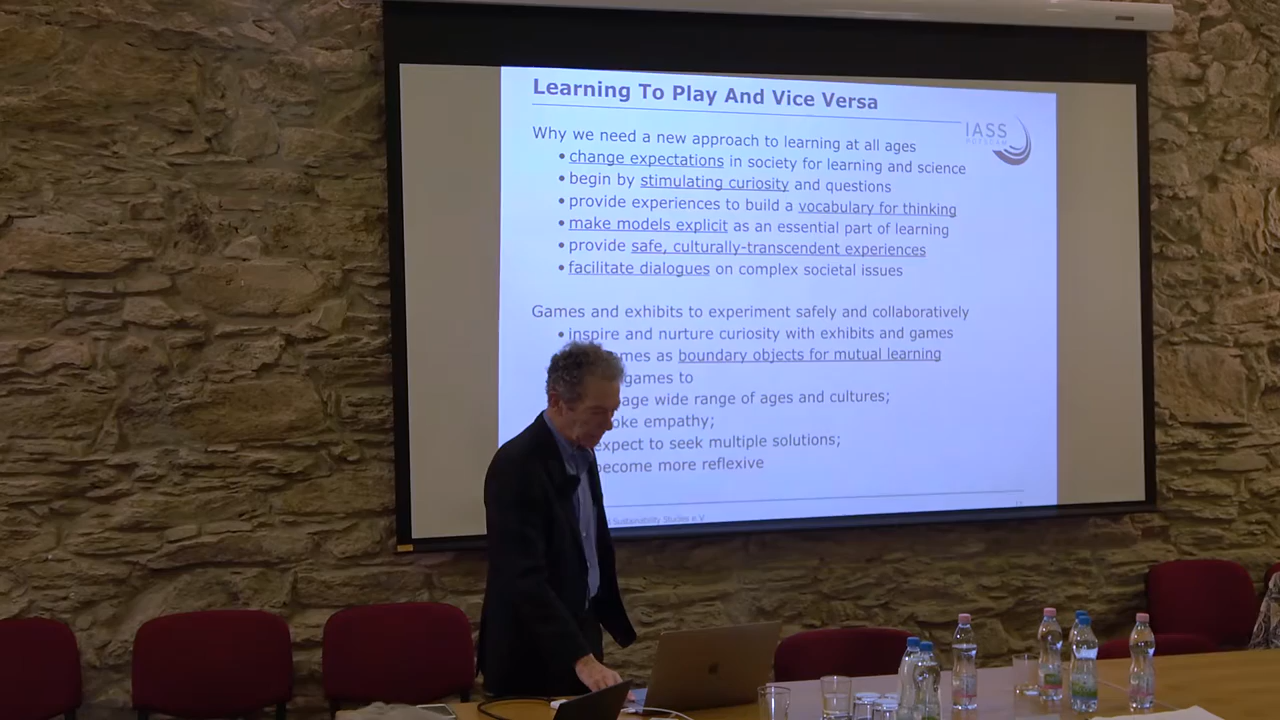 Learning To Play And Vice Versa
IASS
POTSDAM
Why we need a new approach to learning at all ages
• change expectations in society for learning and science
• begin by stimulating curiosity and questions
• provide experiences to build a vocabulary for thinking
• make models explicit as an essential part of learning
• provide safe, culturally-transcendent experiences
• facilitate dialogues on complex societal issues
Games and exhibits to experiment safely and collaboratively
• inspire and nurture curiosity with exhibits and games
as boundary objects for mutual learning
games to
wide range of ages and cultures;
empathy;
expect to seek multiple solutions;
become more reflexive
Sustainability Studies e.V